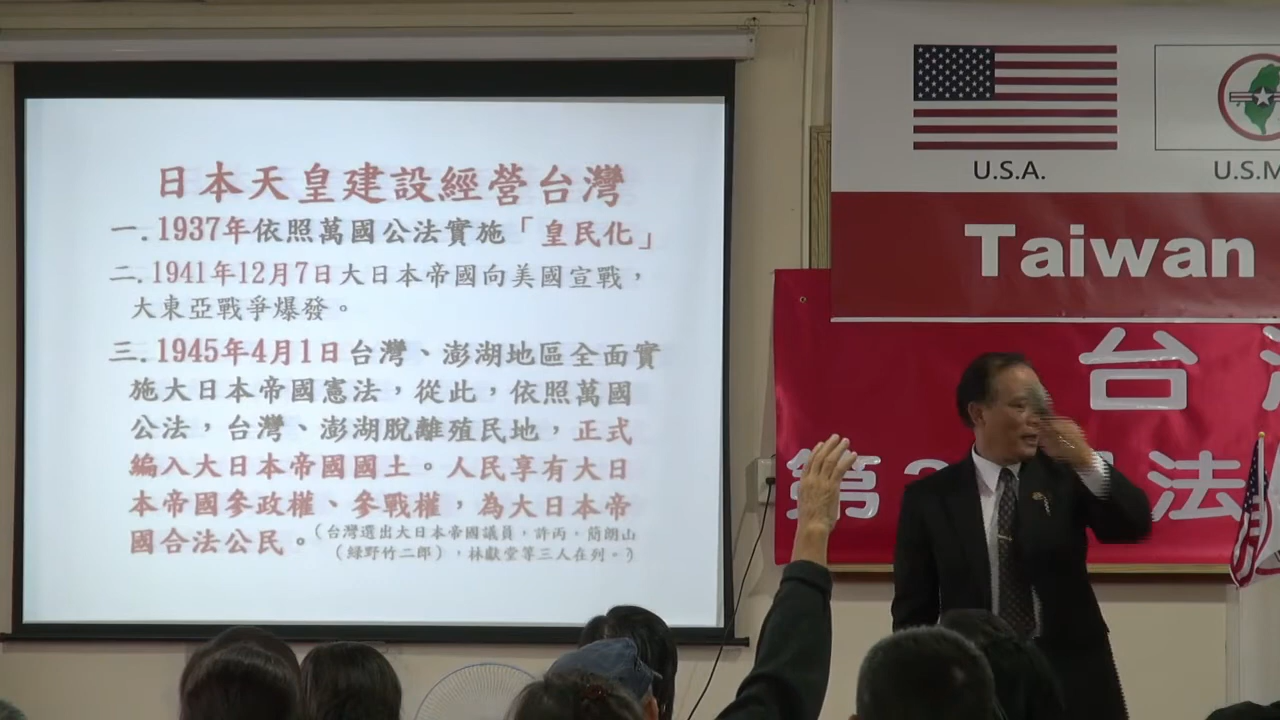 日本天皇建設經營台灣
一.1937年依照萬國公法實施「皇民化」
二.1941年12月7日大日本帝國向美國宣戰，
大東亞戰爭爆發。
三.1945年4月1日台灣、澎湖地區全面實
施大日本帝國憲法，從此，依照萬國
公法，台灣、澎湖脫離殖民地，正式
編入大日本帝國國土。人民享有大日
本帝國參政權、參戰權，為大日本帝
國合法公民。(台灣選出大日本帝國議員，許丙，簡朗山
(綠野竹二郎)，林獻堂等三人在列。?)
U.S.A.
U.S.M
Taiwan
台
第
法